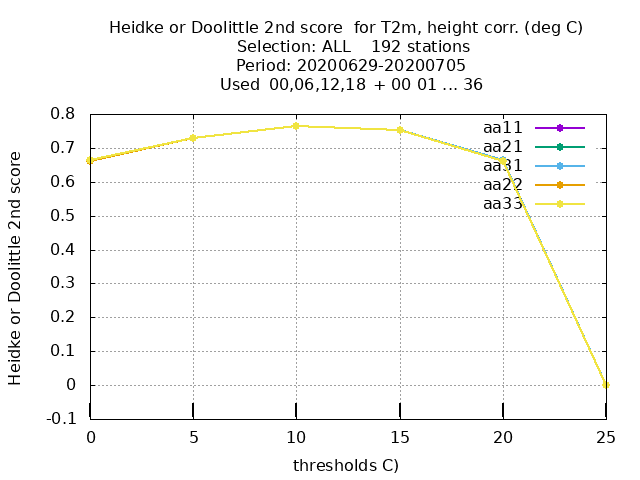 Heidke or Doolittle 2nd score  for T2m, height corr. (deg C)
Selection: ALL    192 stations
Period: 20200629-20200705
Used  00,06,12,18  + 00 01 ... 36
Heidke or Doolittle 2nd score
0.8
0.7
0.6
0.5
0.4
0.3
0.2
0.1
0
-0.1
aa11
aa21
aa31
aa22
aa33
0 5 10 15 20 25
thresholds C)